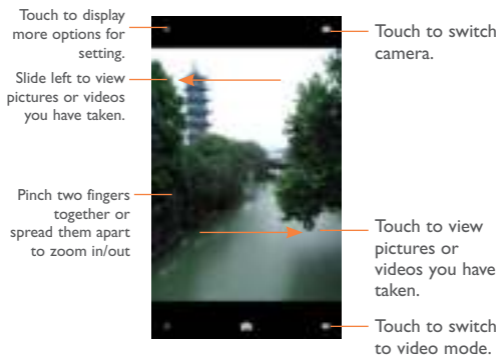 Touch to display
more options for
setting.
Slide left to view
pictures or videos
you have taken.
Pinch two fingers
together or
spread them apart
to zoom in/out
Touch to switch
camera.
Touch to view
pictures or
videos you have
taken.
Touch to switch
to video mode.